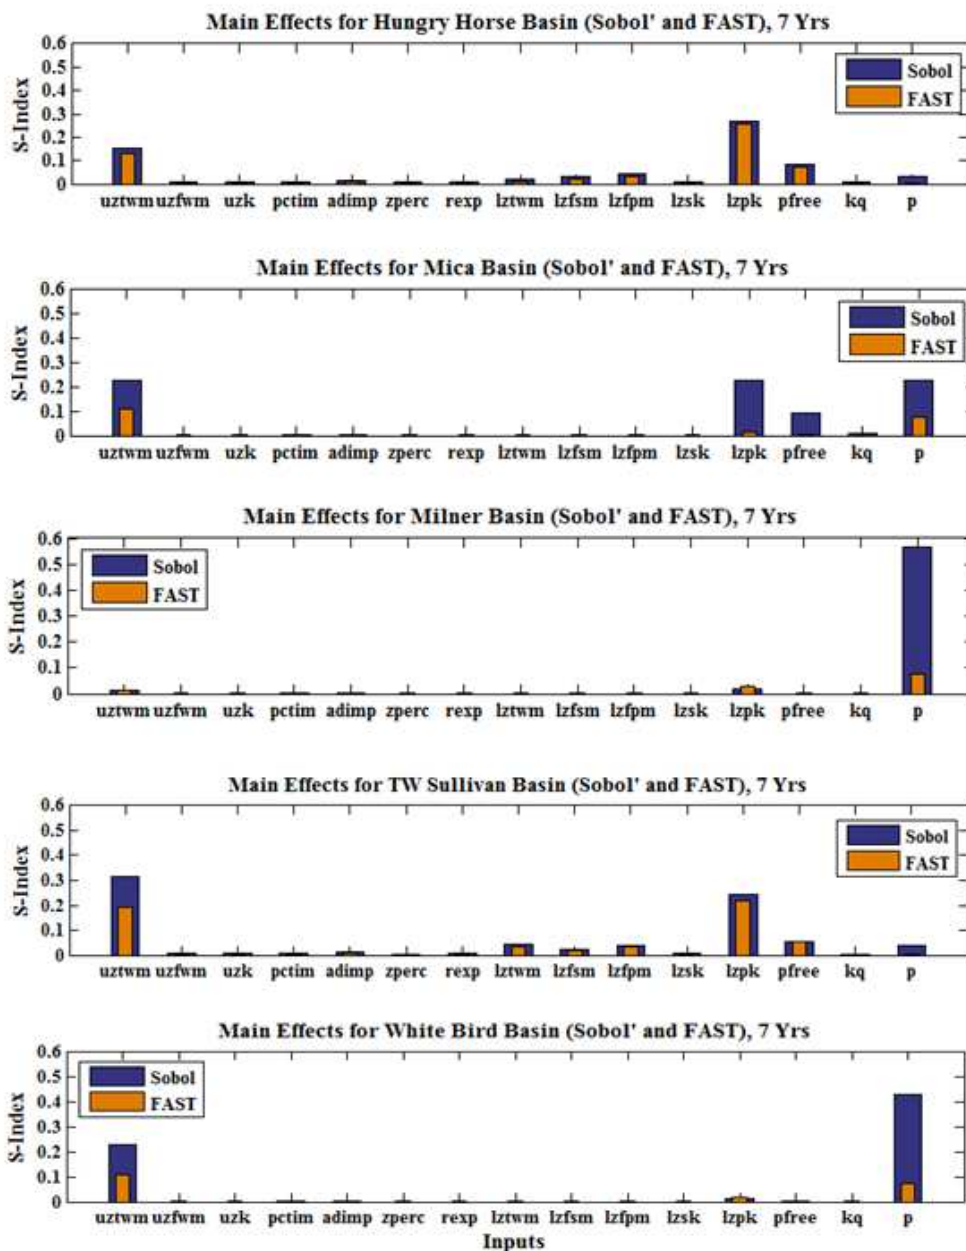 Main Effects for Hungry Horse Basin (Sobol' and FAST), 7 Yrs
0.6
0.5
0.4
0.3
0.2
0.1
0
S-Index
Sobol
FAST
uztwm uzfwm uzk pctim adimp zperc rexp lztwm lzfsm lzfpm lzsk lzpk pfree kq p
Main Effects for Mica Basin (Sobol' and FAST), 7 Yrs
0.6
0.5
0.4
0.3
0.2
0.1
0
S-Index
Sobol
FAST
uztwm uzfwm uzk pctim adimp zperc rexp lztwm lzfsm lzfpm lzsk lzpk pfree kq p
Main Effects for Milner Basin (Sobol' and FAST), 7 Yrs
0.6
0.5
0.4
0.3
0.2
0.1
0
S-Index
Sobol
FAST
uztwm uzfwm uzk pctim adimp zperc rexp lztwm lzfsm lzfpm lzsk lzpk pfree kq p
Main Effects for TW Sullivan Basin (Sobol' and FAST), 7 Yrs
0.6
0.5
0.4
0.3
0.2
0.1
0
S-Index
Sobol
FAST
uztwm uzfwm uzk pctim adimp zperc rexp lztwm lzfsm lzfpm lzsk lzpk pfree kq p
Main Effects for White Bird Basin (Sobol' and FAST), 7 Yrs
0.6
0.5
0.4
0.3
0.2
0.1
0
S-Index
Sobol
FAST
uztwm uzfwm uzk pctim adimp zperc rexp lztwm lzfsm lzfpm lzsk lzpk pfree kq p
Inputs